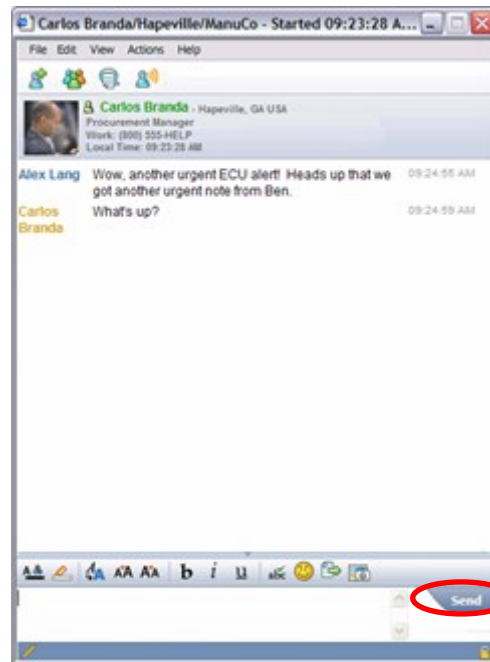 Carlos Branda/Hapeville/ManuCo - Started 09:23:28 A...
File Edit View Actions Help
Carlos Branda - Hapeville, GA USA
Procurement Manager
Work: (800) 555-HELP
Local Time: 09:23:28 AM
Alex Lang Wow, another urgent ECU alert! Heads up that we 09:24:55 AM
got another urgent note from Ben.
Carlos What's up? 09:24:59 AM
Branda
A A A A A A b i u abc
Send